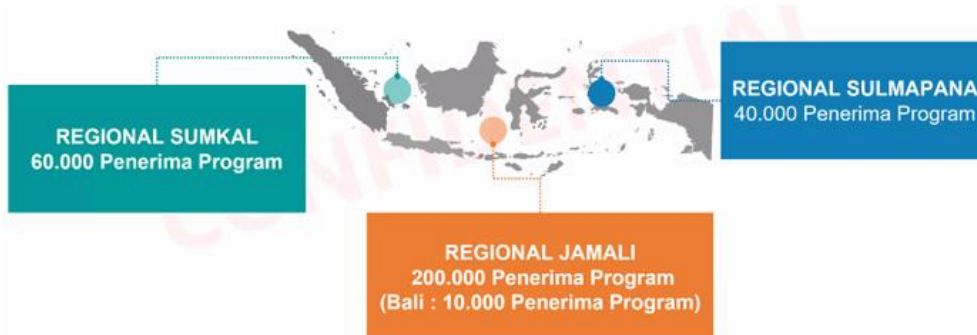 CONFIDENTIAL
REGIONAL SUMKAL
60.000 Penerima Program
REGIONAL SULMAPANA
40.000 Penerima Program
REGIONAL JAMALI
200.000 Penerima Program
(Bali : 10.000 Penerima Program)